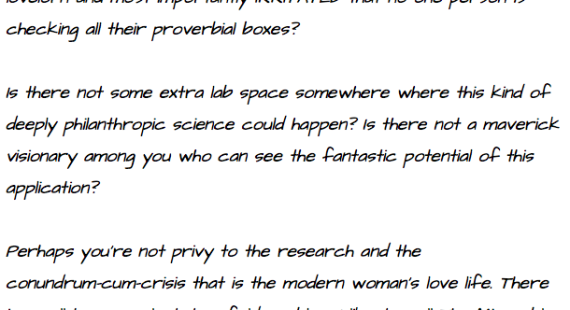 lovelorn and most importantly IRRITATED that no one person is
checking all their proverbial boxes?
Is there not some extra lab space somewhere where this kind of
deeply philanthropic science could happen? Is there not a maverick
visionary among you who can see the fantastic potential of this
application?
Perhaps you're not privy to the research and the
conundrum-cum-crisis that is the modern woman's love life. There